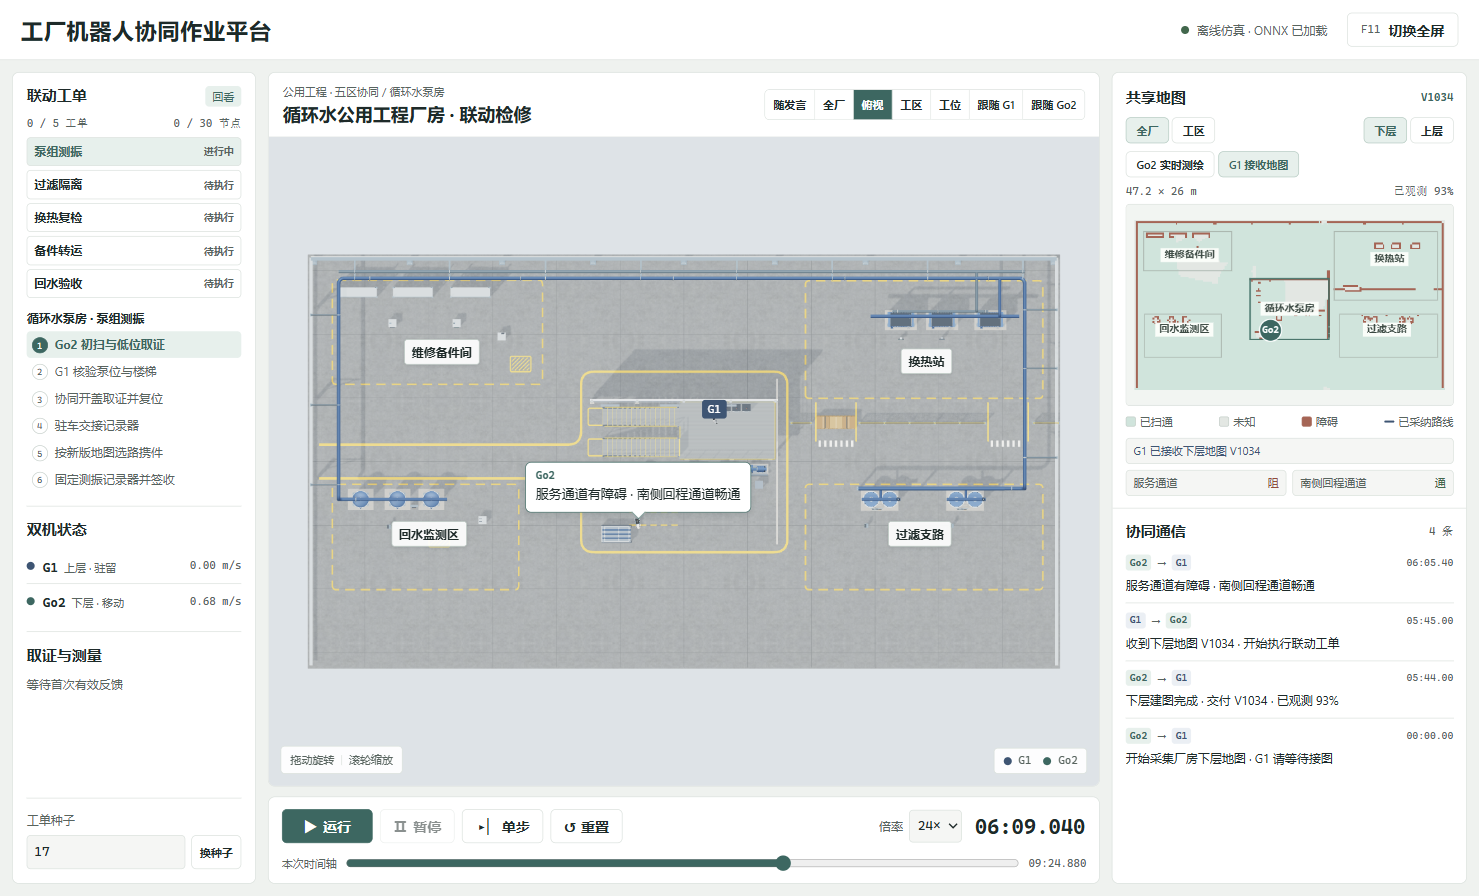 工厂机器人协同作业平台
离线仿真 · ONNX 已加载
F11 切换全屏
联动工单
回看
0 / 5 工单
0 / 30 节点
泵组测振
进行中
过滤隔离
待执行
换热复检
待执行
备件转运
待执行
回水验收
待执行
循环水泵房 · 泵组测振
1 Go2 初扫与低位取证
2 G1 核验泵位与楼梯
3 协同开盖取证并复位
4 驻车交接记录器
5 按新版地图选路携件
6 固定测振记录器并签收
双机状态
G1 上层 · 驻留
0.00 m/s
Go2 下层 · 移动
0.68 m/s
取证与测量
等待首次有效反馈
工单种子
17
换种子
公用工程 · 五区协同 / 循环水泵房
循环水公用工程厂房 · 联动检修
随发言
全厂
俯视
工区
工位
跟随 G1
跟随 Go2
维修备件间
换热站
G1
Go2
服务通道有障碍 · 南侧回程通道畅通
回水监测区
过滤支路
拖动旋转
滚轮缩放
G1
Go2
运行
暂停
单步
重置
倍率
24×
06:09.040
本次时间轴
09:24.880
共享地图
V1034
全厂
工区
下层
上层
Go2 实时测绘
G1 接收地图
47.2 × 26 m
已观测 93%
维修备件间
换热站
循环水泵房
回水监测区
Go2
过滤支路
已扫通
未知
障碍
已采纳路线
G1 已接收下层地图 V1034
服务通道
阻
南侧回程通道
通
协同通信
4 条
Go2 → G1
06:05.40
服务通道有障碍 · 南侧回程通道畅通
G1 → Go2
05:45.00
收到下层地图 V1034 · 开始执行联动工单
Go2 → G1
05:44.00
下层建图完成 · 交付 V1034 · 已观测 93%
Go2 → G1
00:00.00
开始采集厂房下层地图 · G1 请等待接图